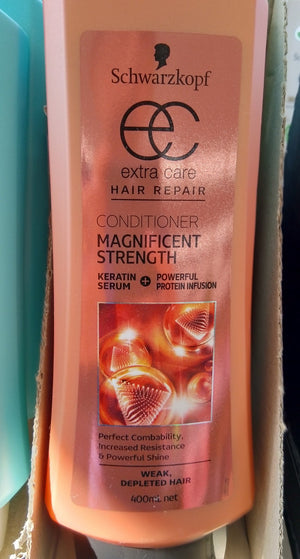 Schwarzkopf
ec
extra care
HAIR REPAIR
CONDITIONER
MAGNIFICENT
STRENGTH
KERATIN SERUM + POWERFUL PROTEIN INFUSION
Perfect Combability,
Increased Resistance
& Powerful Shine
WEAK,
DEPLETED HAIR
400mL net